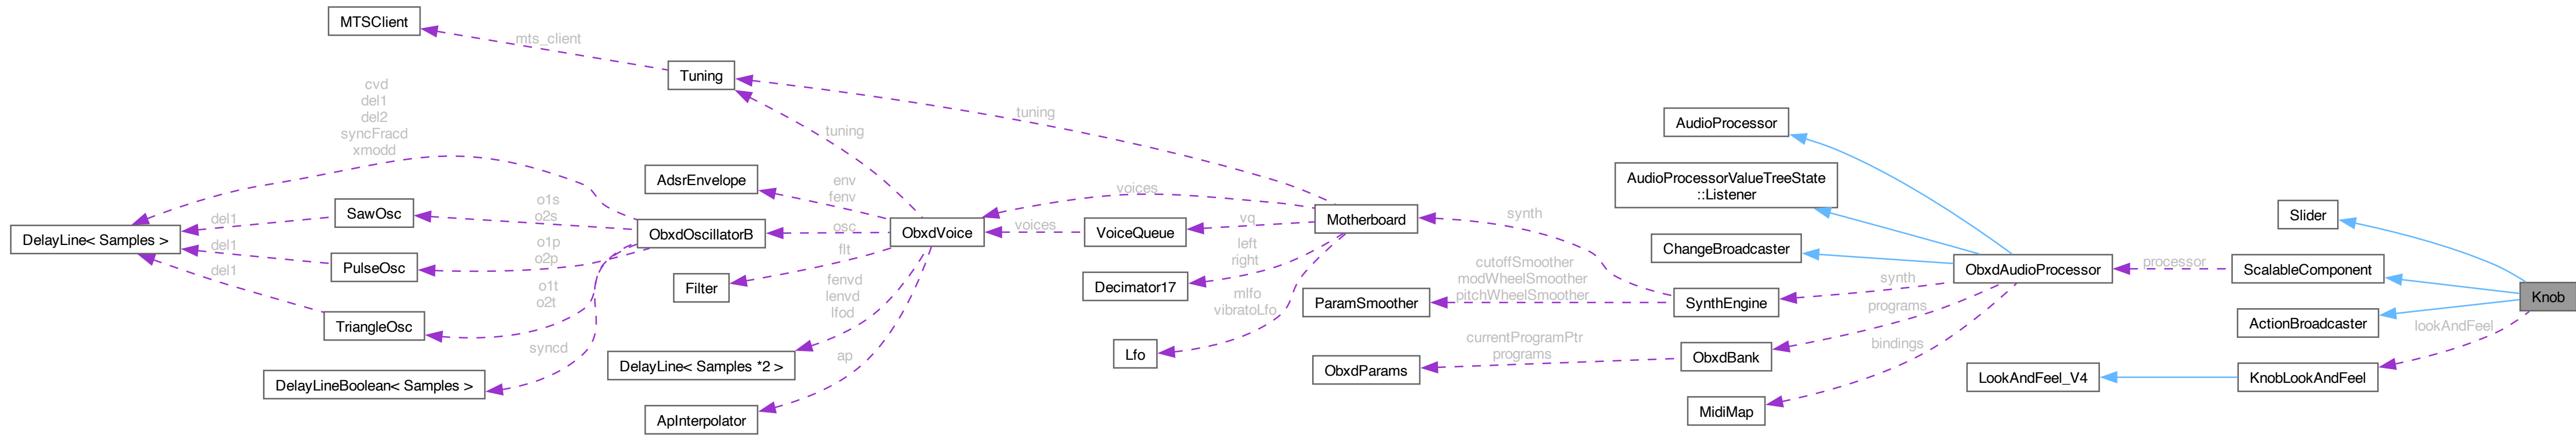 MTSClient
mts_client
Tuning
cvd
del1
del2
syncFracd
xmodd
tuning
tuning
AudioProcessor
AudioProcessorValueTreeState
::Listener
AdsrEnvelope
env
fenv
voices
Slider
DelayLine< Samples >
del1
SawOsc
o1s
o2s
ObxdOscillatorB
osc
ObxdVoice
voices
VoiceQueue
vq
Motherboard
synth
ChangeBroadcaster
del1
PulseOsc
o1p
o2p
flt
Filter
left
right
Decimator17
cutoffSmoother
modWheelSmoother
pitchWheelSmoother
ParamSmoother
SynthEngine
synth
ObxdAudioProcessor
processor
ScalableComponent
Knob
del1
TriangleOsc
o1t
o2t
fenvd
lenvd
lfod
mlfo
vibratoLfo
Lfo
programs
ActionBroadcaster
lookAndFeel
syncd
DelayLineBoolean< Samples >
DelayLine< Samples *2 >
ap
ApInterpolator
ObxdParams
currentProgramPtr
programs
ObxdBank
bindings
MidiMap
LookAndFeel_V4
KnobLookAndFeel